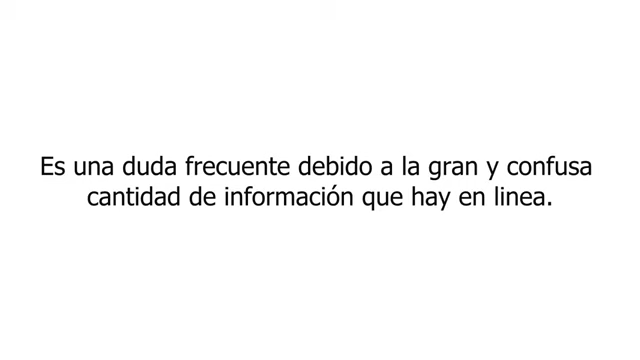 Es una duda frecuente debido a la gran y confusa
cantidad de información que hay en linea.